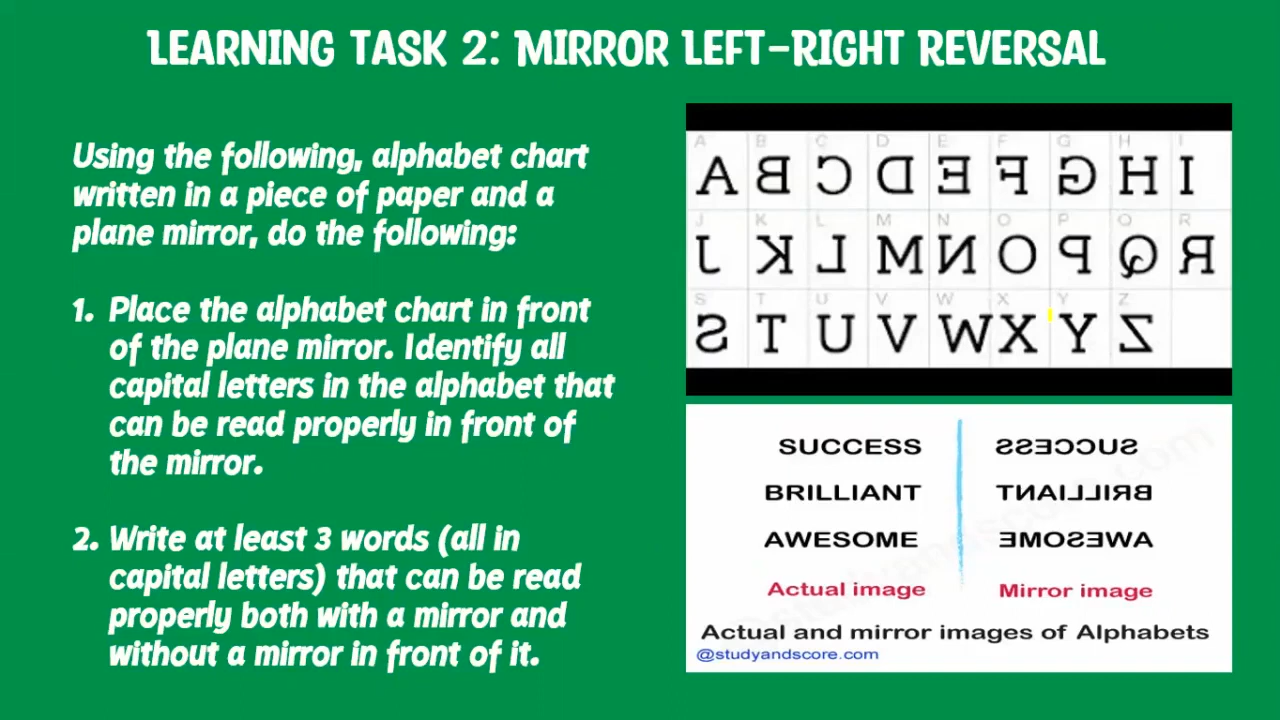 LEARNING TASK 2: MIRROR LEFT-RIGHT REVERSAL
Using the following, alphabet chart
written in a piece of paper and a
plane mirror, do the following:
1. Place the alphabet chart in front
of the plane mirror. Identify all
capital letters in the alphabet that
can be read properly in front of
the mirror.
2. Write at least 3 words (all in
capital letters) that can be read
properly both with a mirror and
without a mirror in front of it.
A B C D E F G H I
A B C D E F G H I
J K L M N O P Q R
J K L M N O P Q R
S T U V W X Y Z
S T U V W X Y Z
SUCCESS SUCCESS
BRILLIANT BRILLIANT
AWESOME AWESOME
Actual image Mirror image
Actual and mirror images of Alphabets
@studyandscore.com